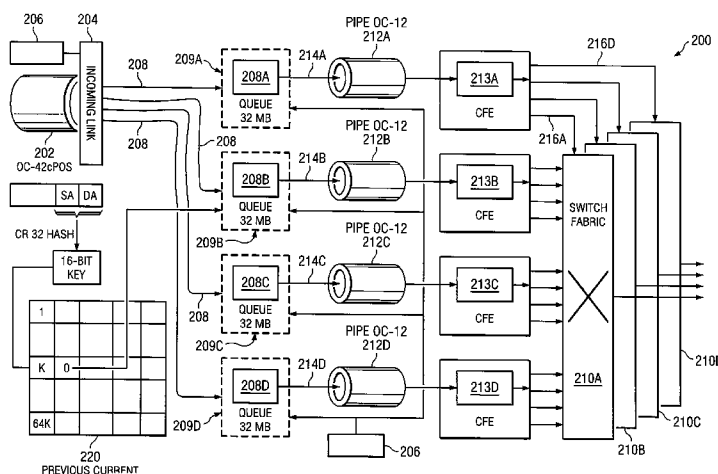 206
204
INCOMING LINK
202
OC-42cPOS
208
208
208
208
SA DA
CR 32 HASH
16-BIT
KEY
1
K 0
64K
220
PREVIOUS CURRENT
209A
208A
QUEUE
32 MB
214A
PIPE OC-12
212A
213A
CFE
216D
216A
200
208B
QUEUE
32 MB
209B
214B
PIPE OC-12
212B
213B
CFE
SWITCH
FABRIC
208C
QUEUE
32 MB
209C
214C
PIPE OC-12
212C
213C
CFE
208D
QUEUE
32 MB
209D
214D
PIPE OC-12
212D
213D
CFE
206
210A
210B
210C